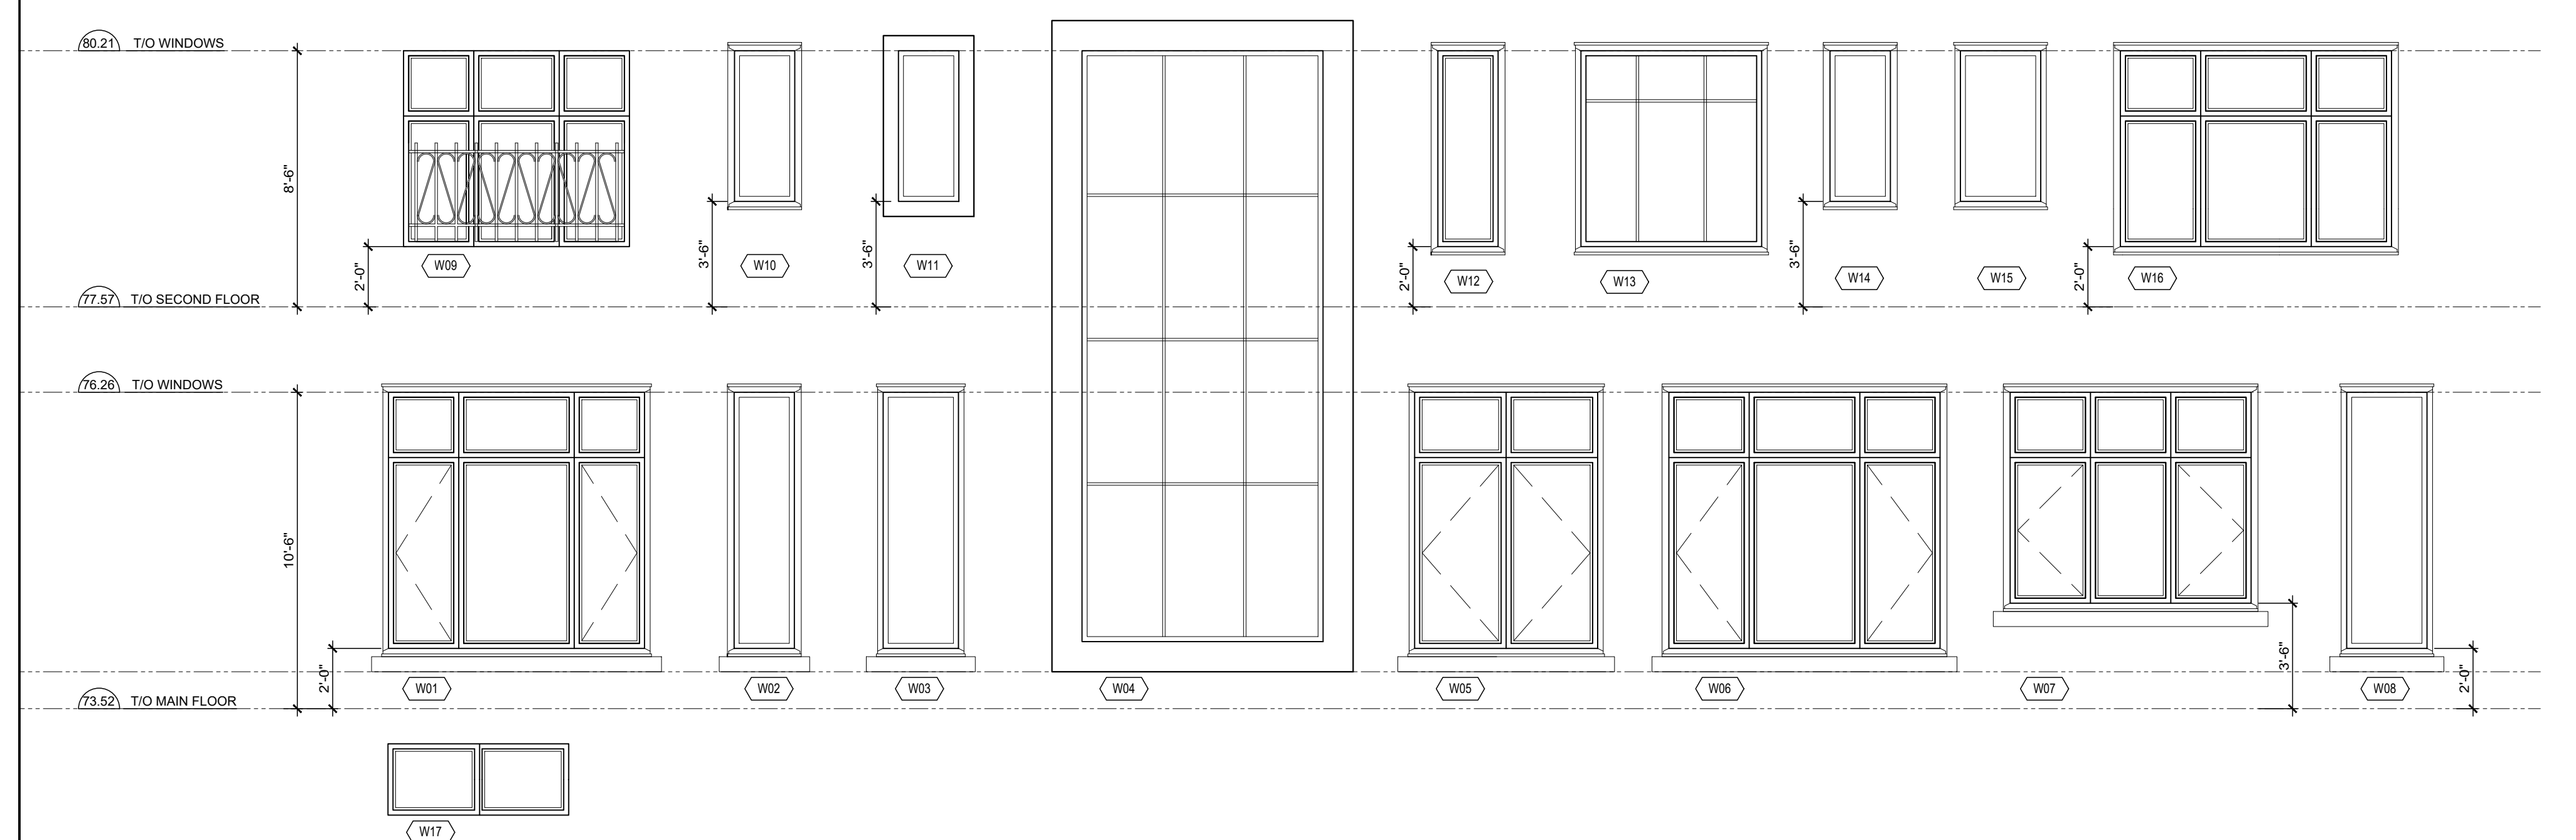 80.21 T/O WINDOWS
8'-6"
2'-0"
W09
3'-6"
W10
3'-6"
W11
2'-0"
W12
W13
3'-6"
W14
W15
2'-0"
W16
77.57 T/O SECOND FLOOR
76.26 T/O WINDOWS
10'-6"
2'-0"
W01
W02
W03
W04
W05
W06
W07
3'-6"
W08
2'-0"
73.52 T/O MAIN FLOOR
W17